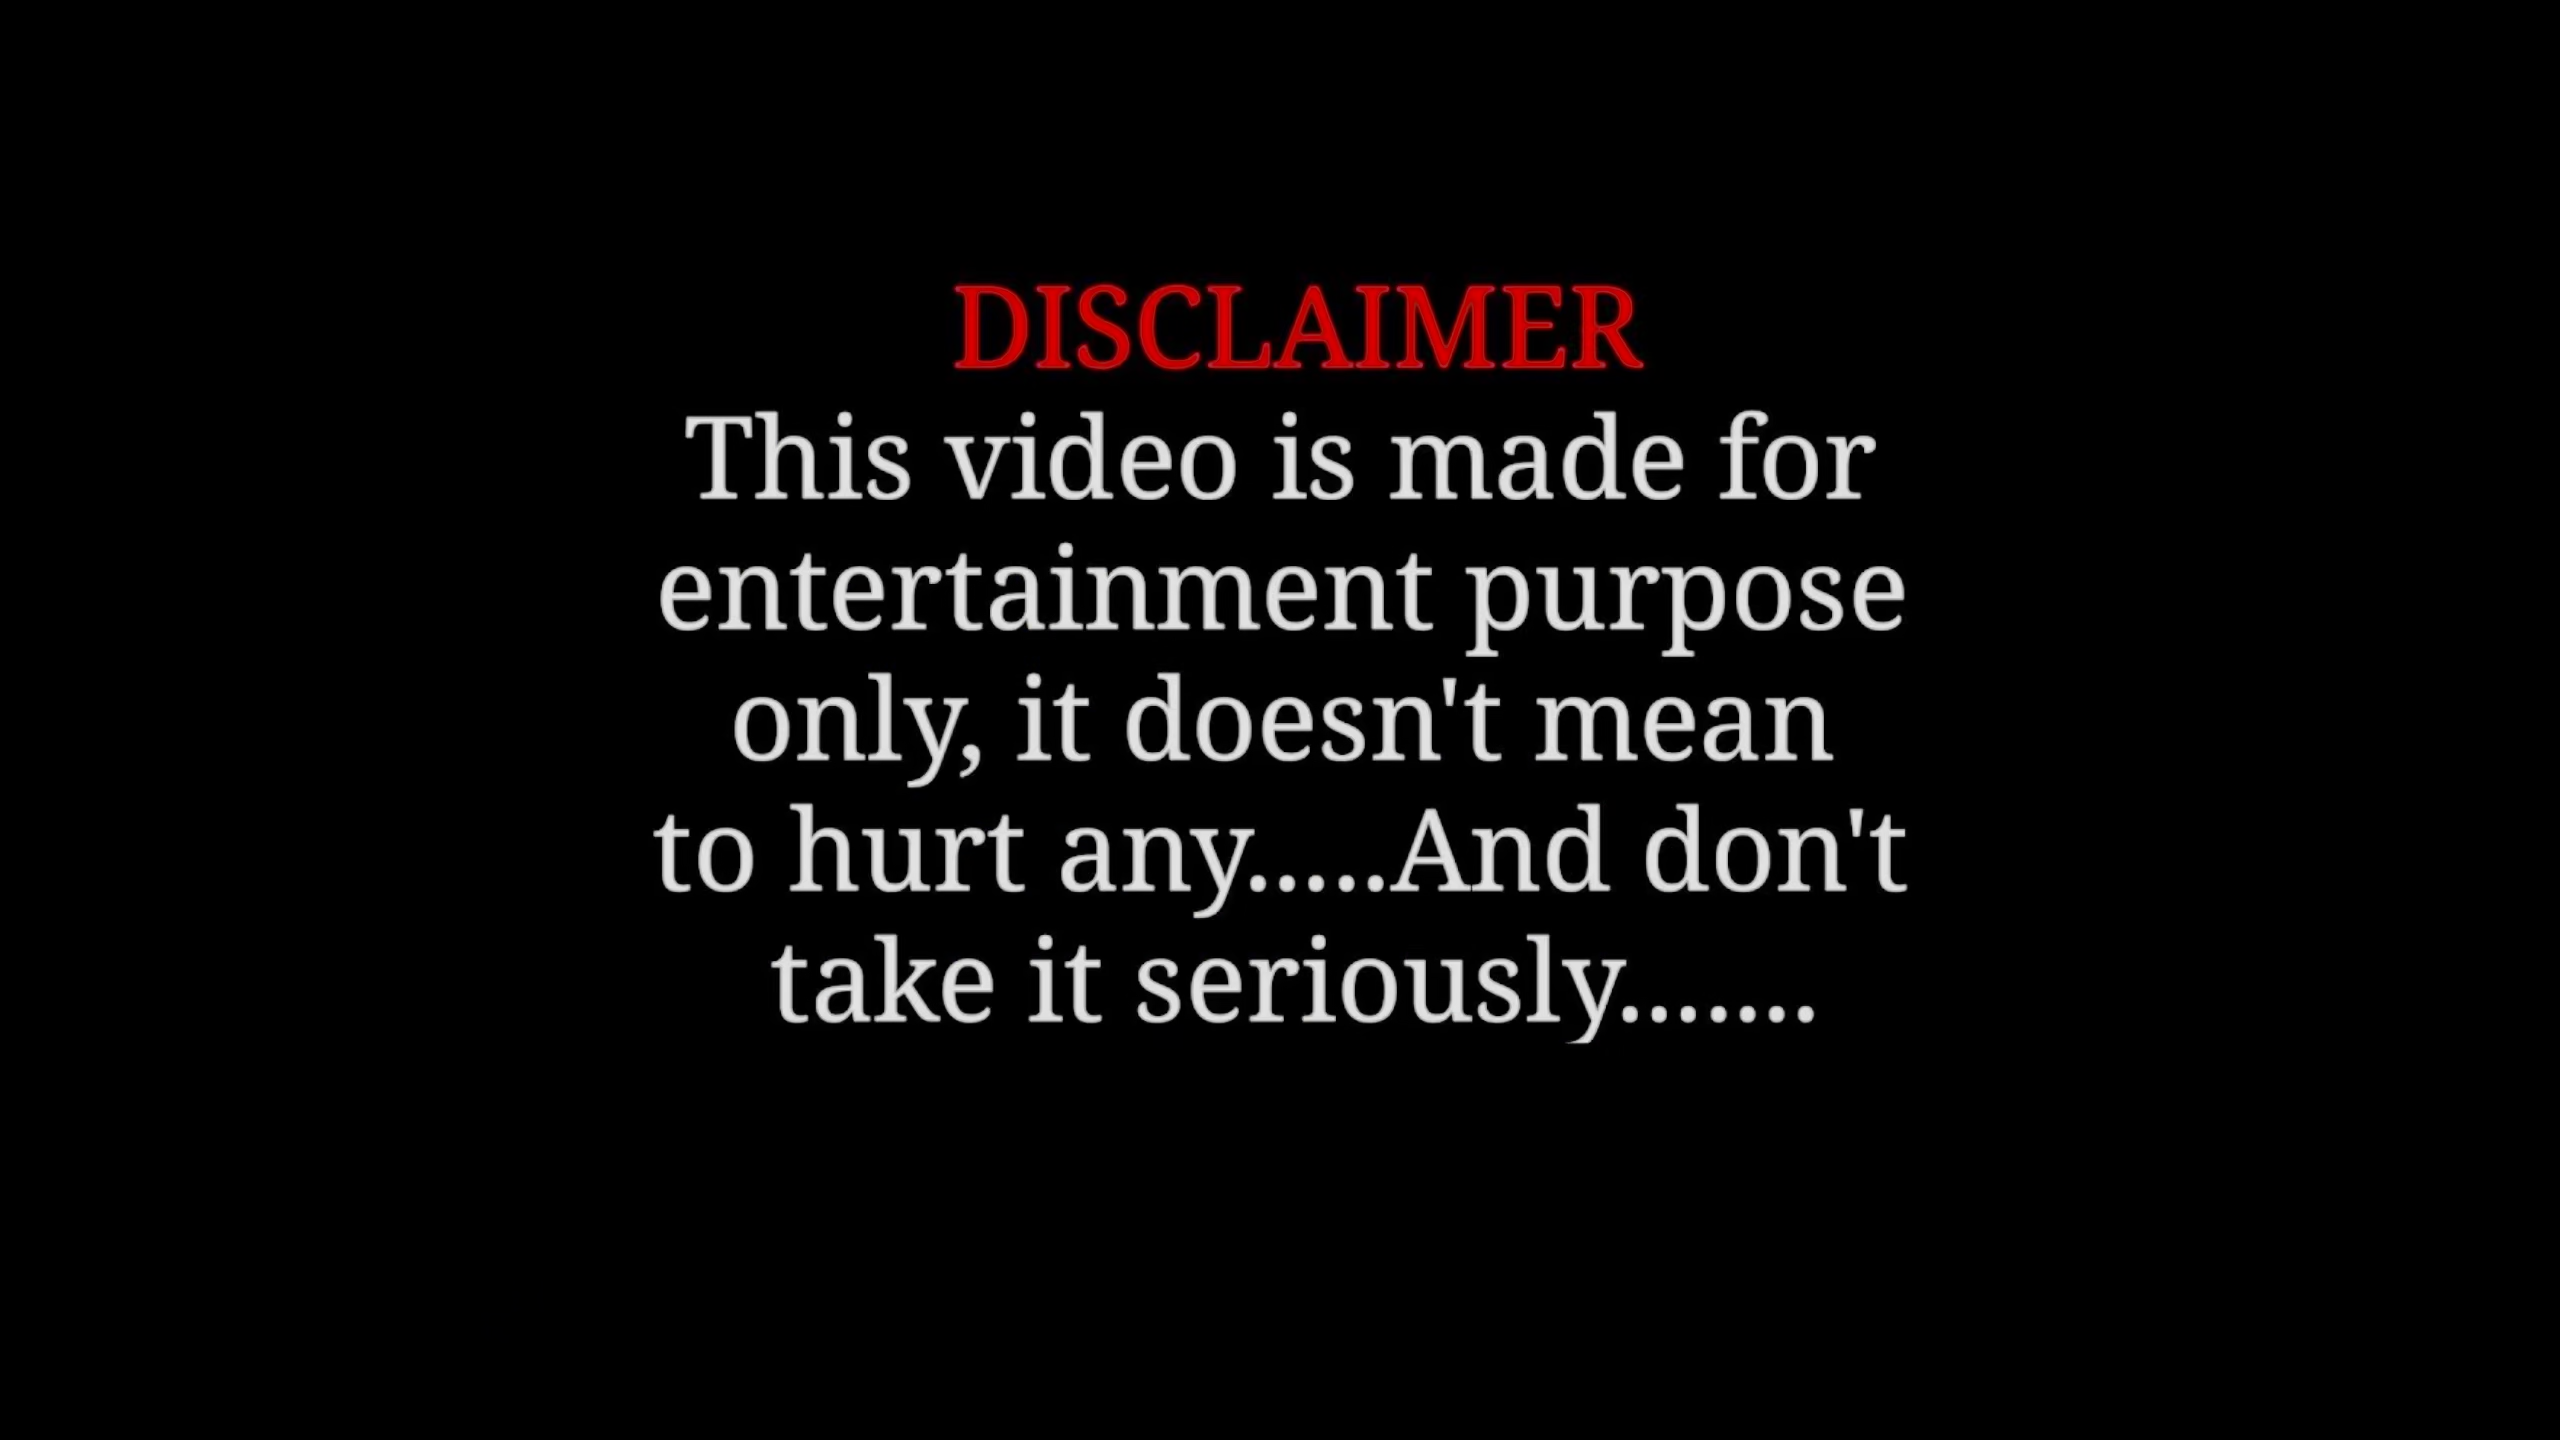 DISCLAIMER
This video is made for
entertainment purpose
only, it doesn't mean
to hurt any.....And don't
take it seriously.......